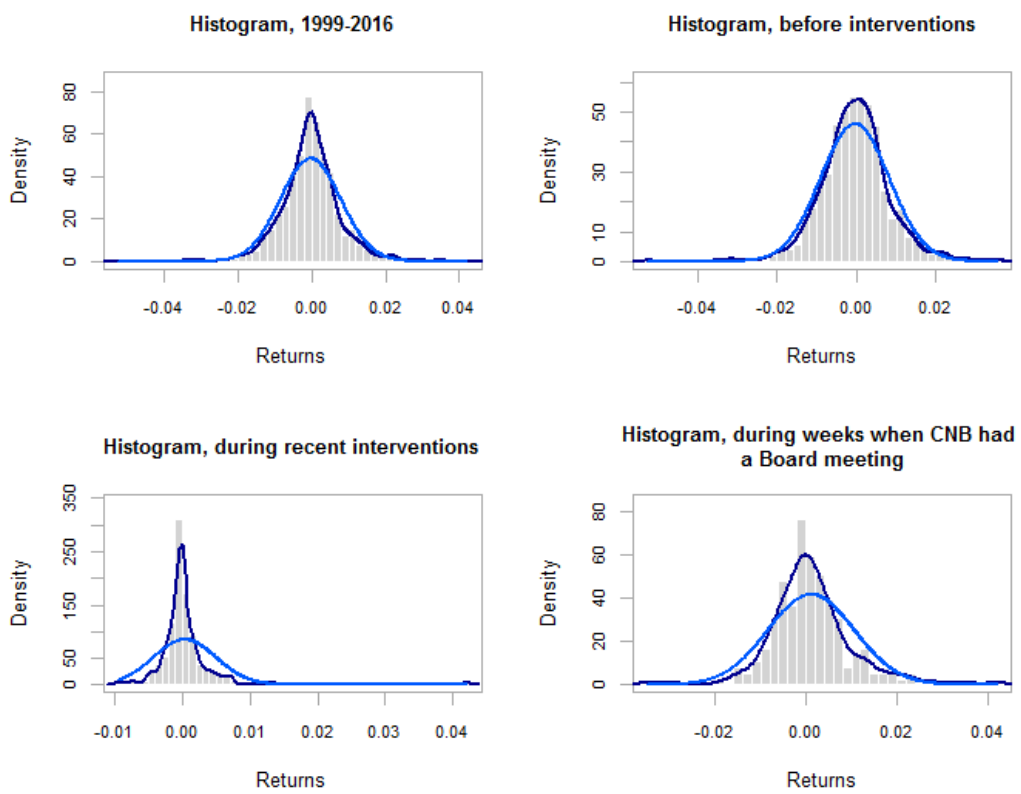 Histogram, 1999-2016
Density
0 20 40 60 80
-0.04 -0.02 0.00 0.02 0.04
Returns
Histogram, before interventions
Density
0 10 30 50
-0.04 -0.02 0.00 0.02
Returns
Histogram, during recent interventions
Density
0 50 150 250 350
-0.01 0.00 0.01 0.02 0.03 0.04
Returns
Histogram, during weeks when CNB had
a Board meeting
Density
0 20 40 60 80
-0.02 0.00 0.02 0.04
Returns